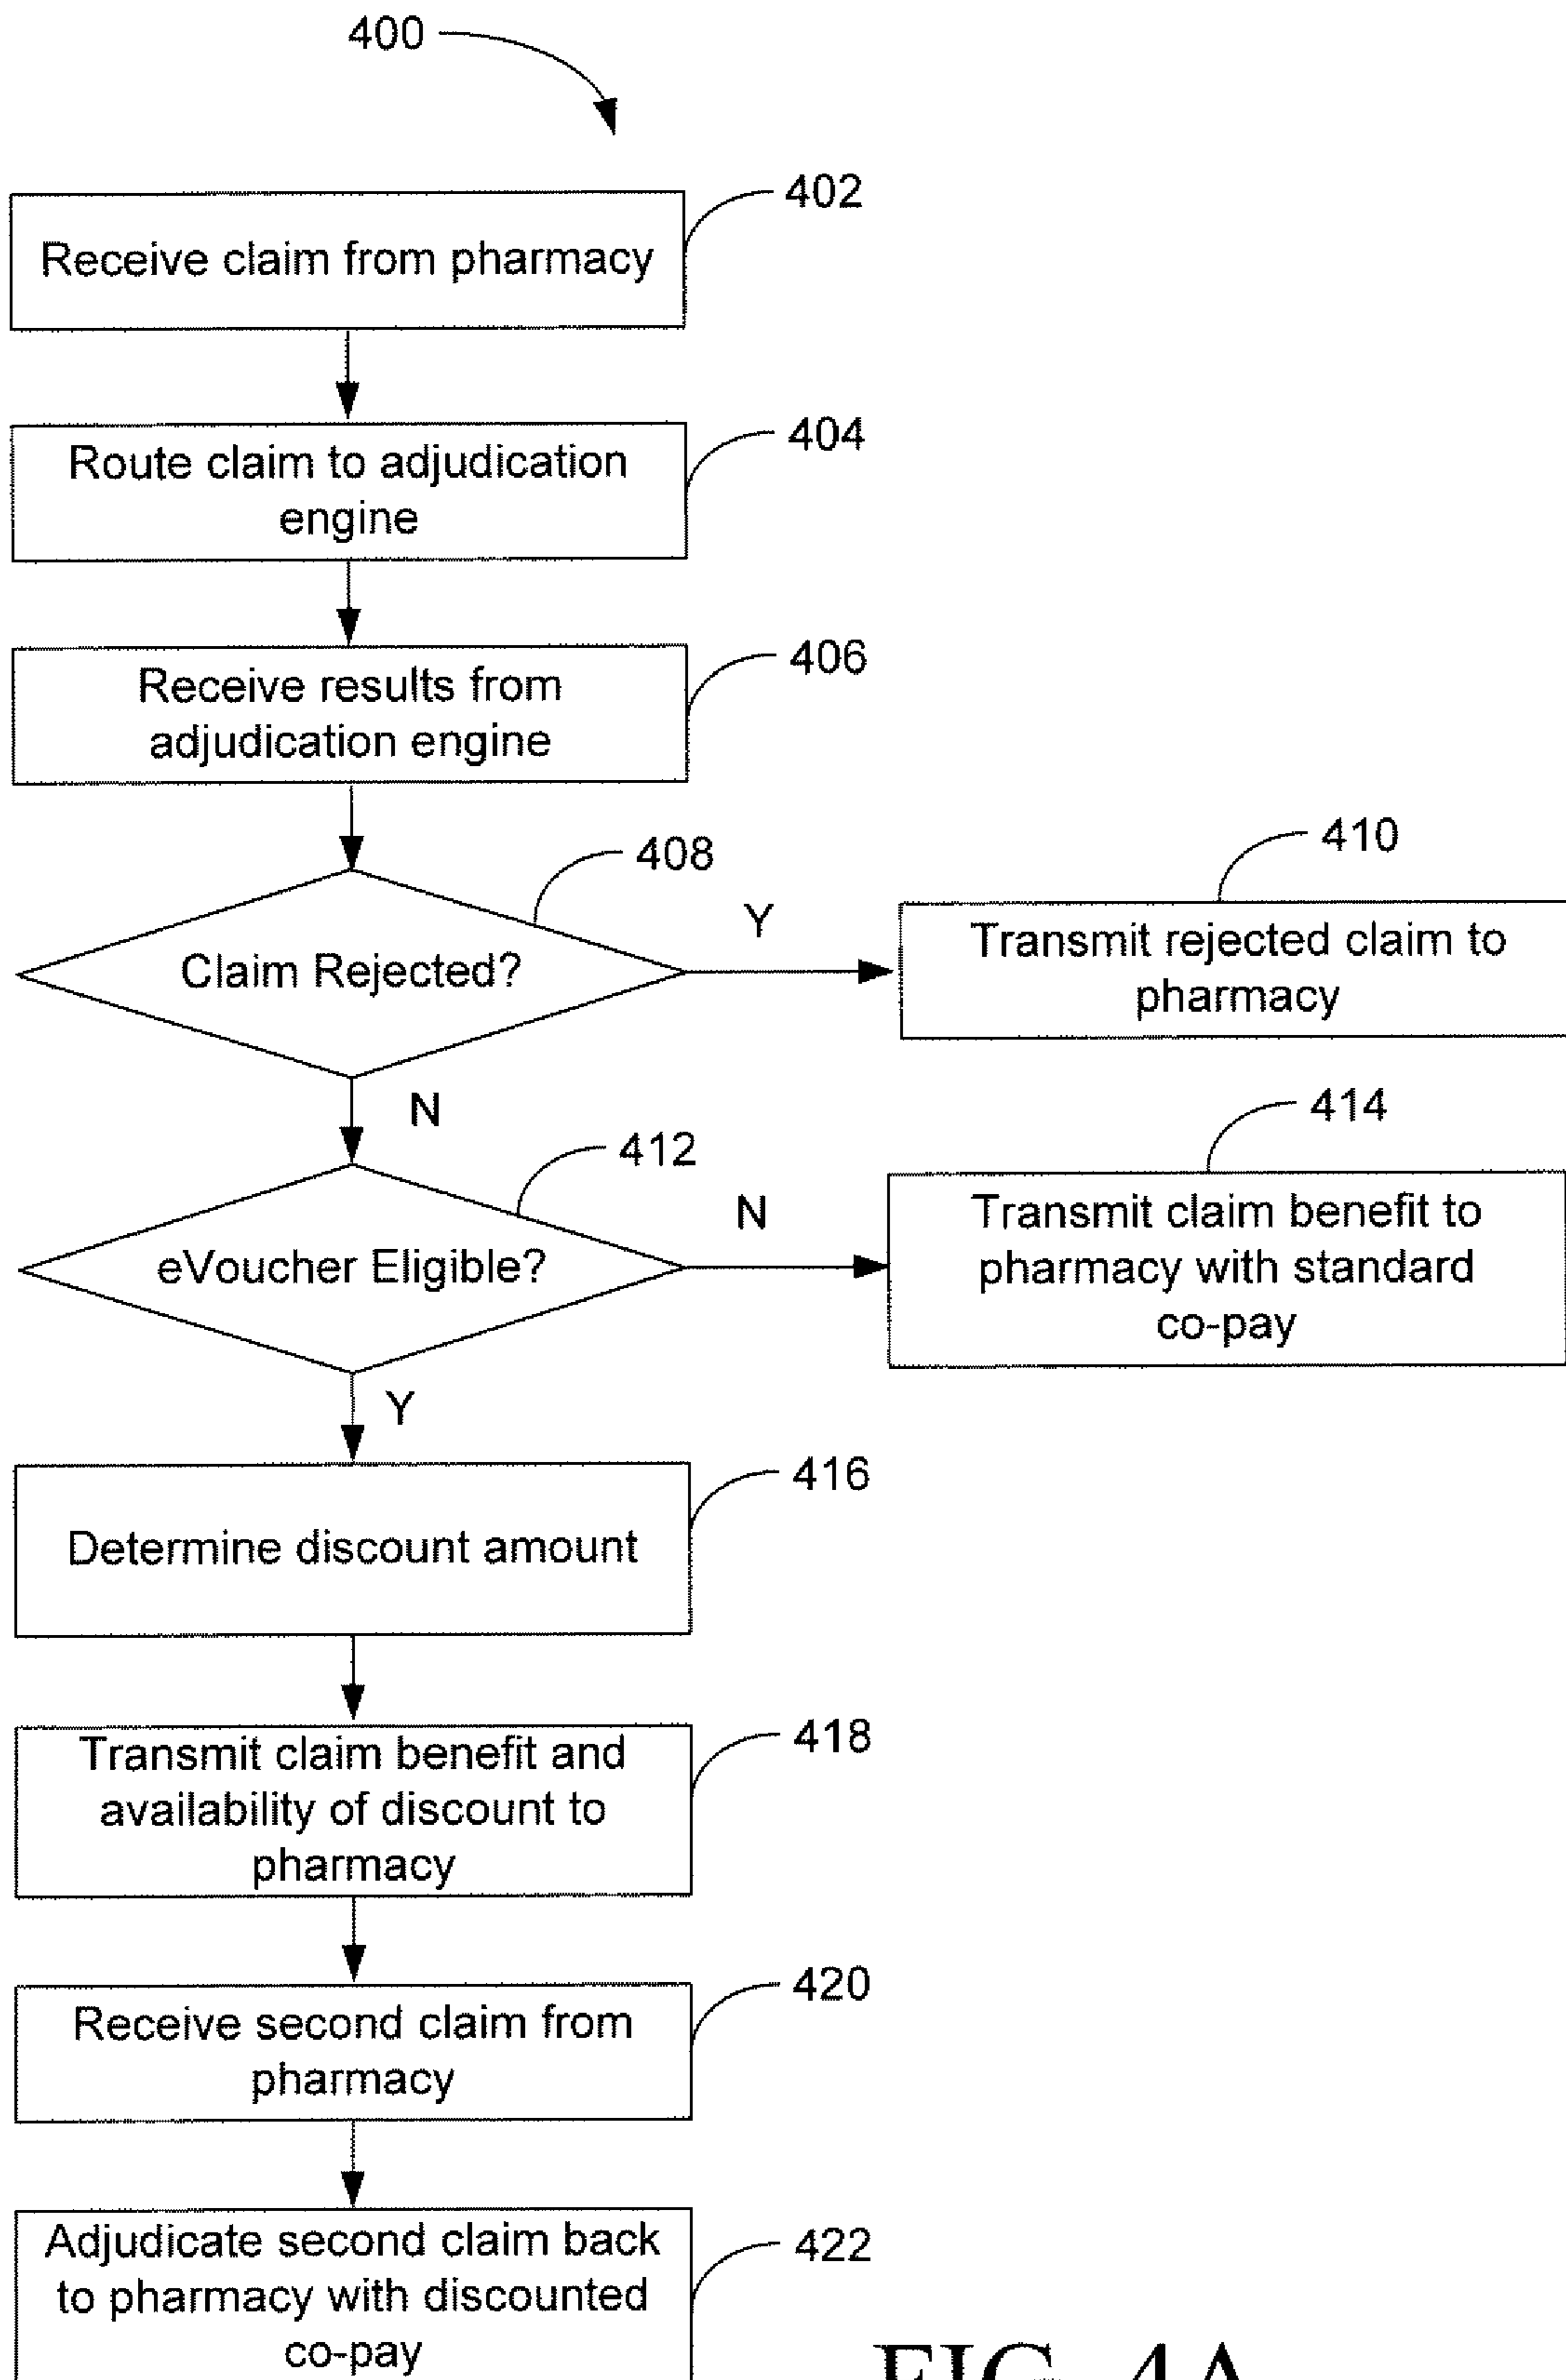 400
402
Receive claim from pharmacy
404
Route claim to adjudication
engine
406
Receive results from
adjudication engine
408
Claim Rejected?
Y
410
Transmit rejected claim to
pharmacy
N
412
eVoucher Eligible?
N
414
Transmit claim benefit to
pharmacy with standard
co-pay
Y
416
Determine discount amount
418
Transmit claim benefit and
availability of discount to
pharmacy
420
Receive second claim from
pharmacy
422
Adjudicate second claim back
to pharmacy with discounted
co-pay
FIG. 4A